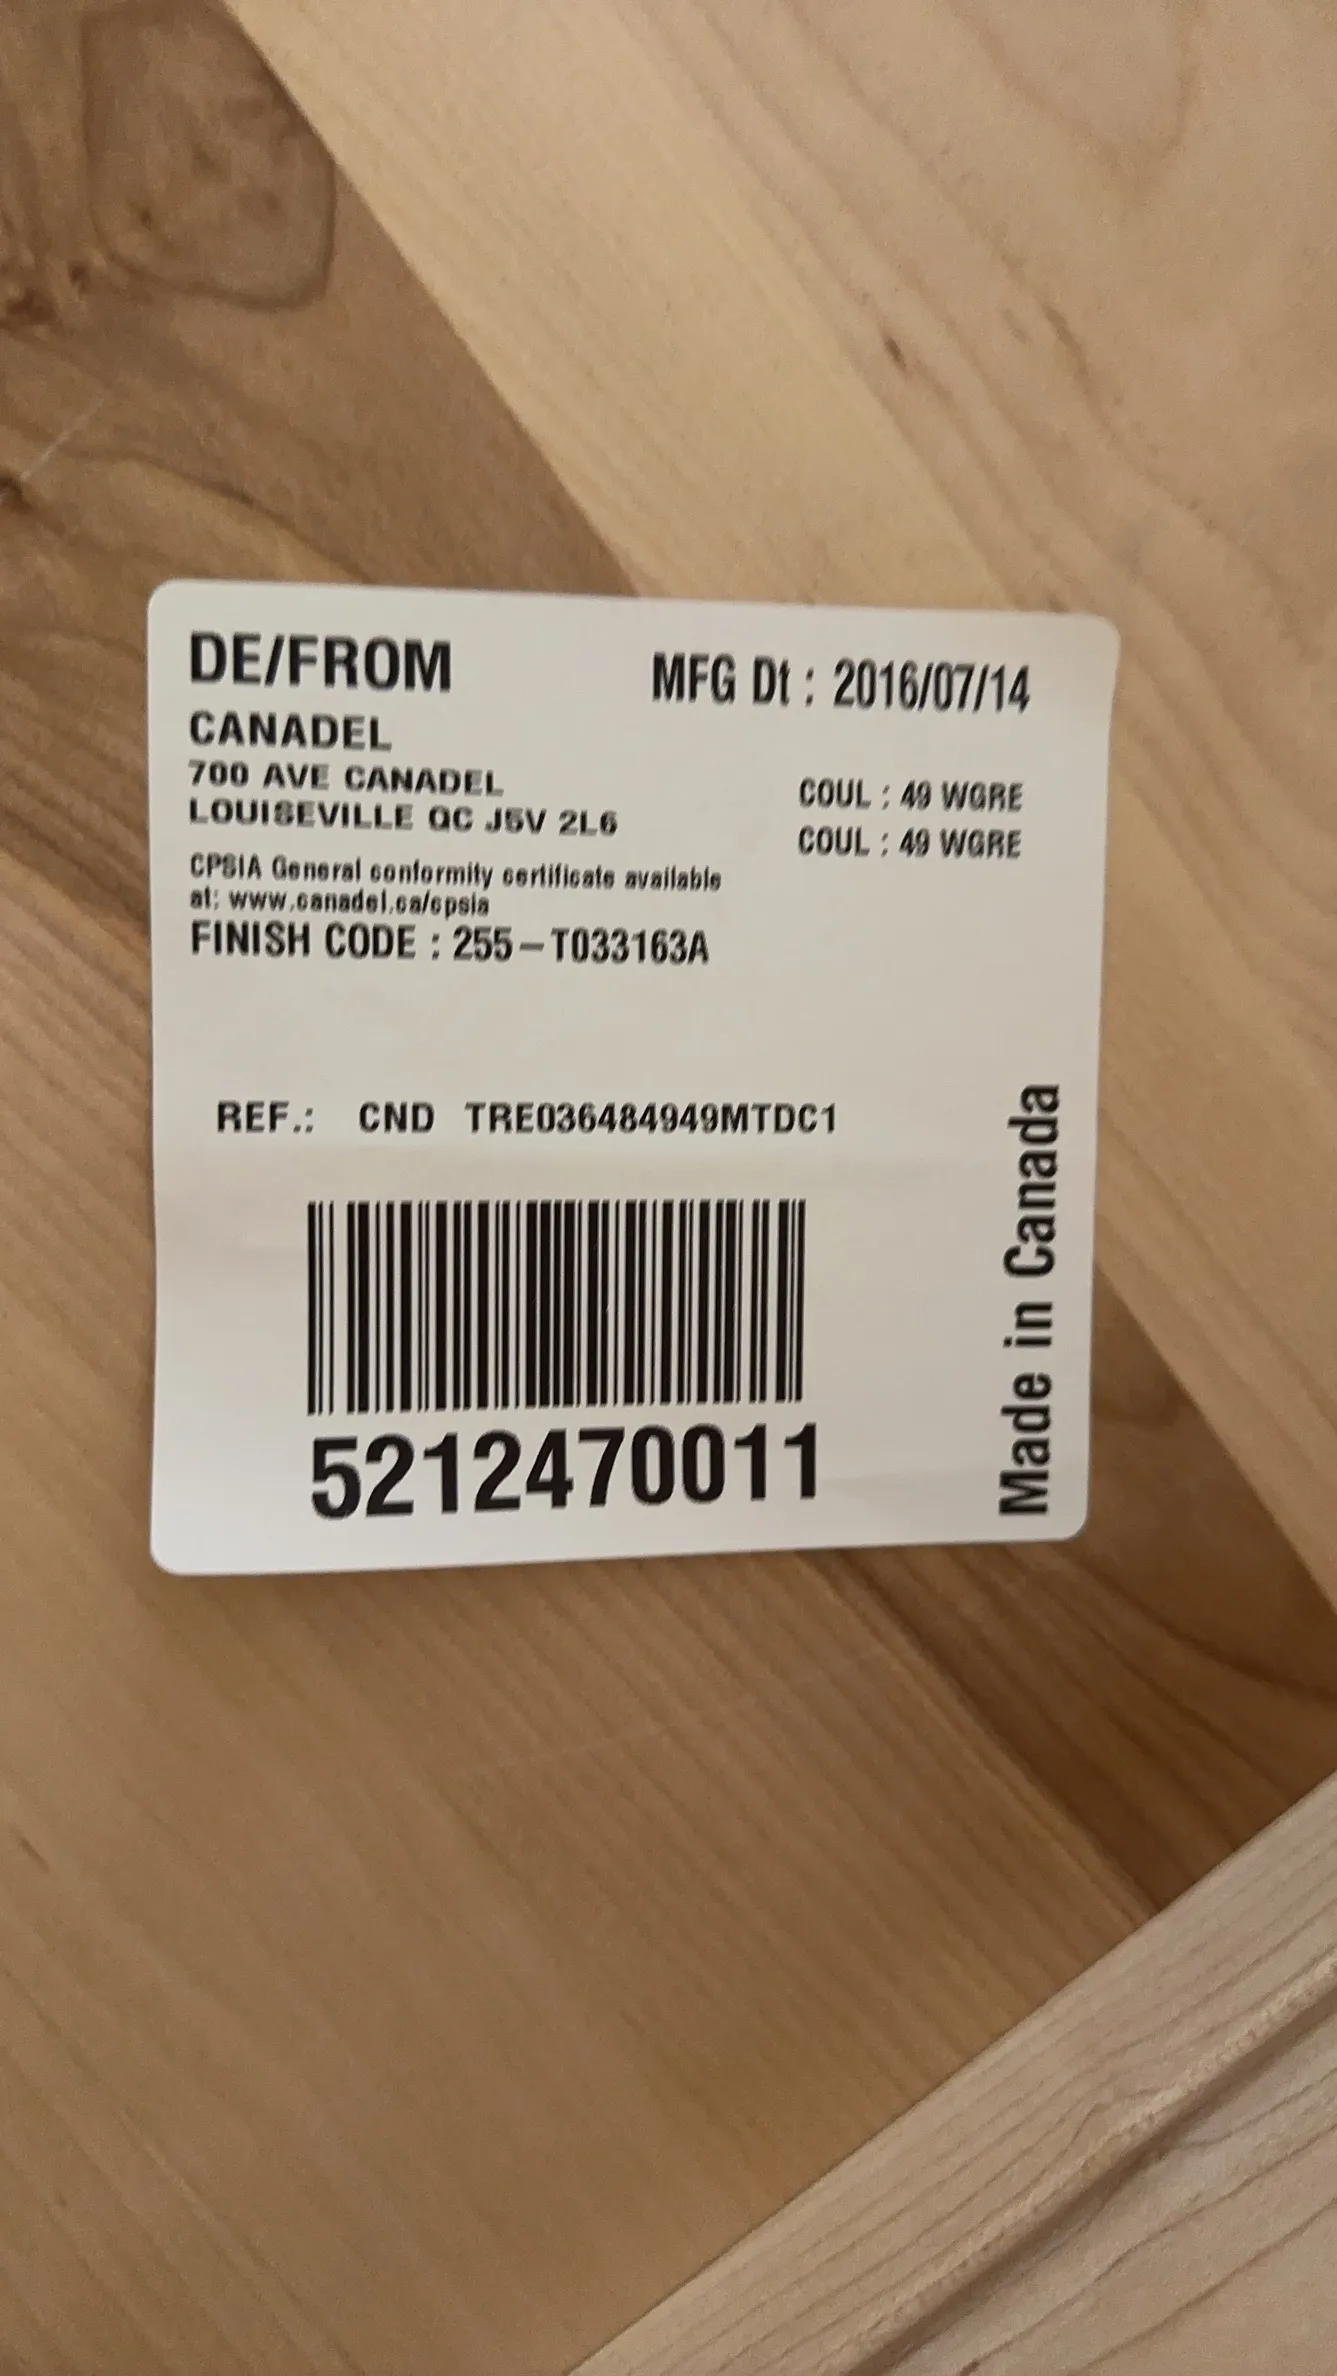 DE/FROM
MFG Dt : 2016/07/14
CANADEL
700 AVE CANADEL
LOUISEVILLE QC J5V 2L6
COUL : 49 WGRE
COUL : 49 WGRE
CPSIA General conformity certificate available
at: www.canadel.ca/cpsia
FINISH CODE : 255-T033163A
REF.: CND TRE036484949MTDC1
5212470011
Made in Canada